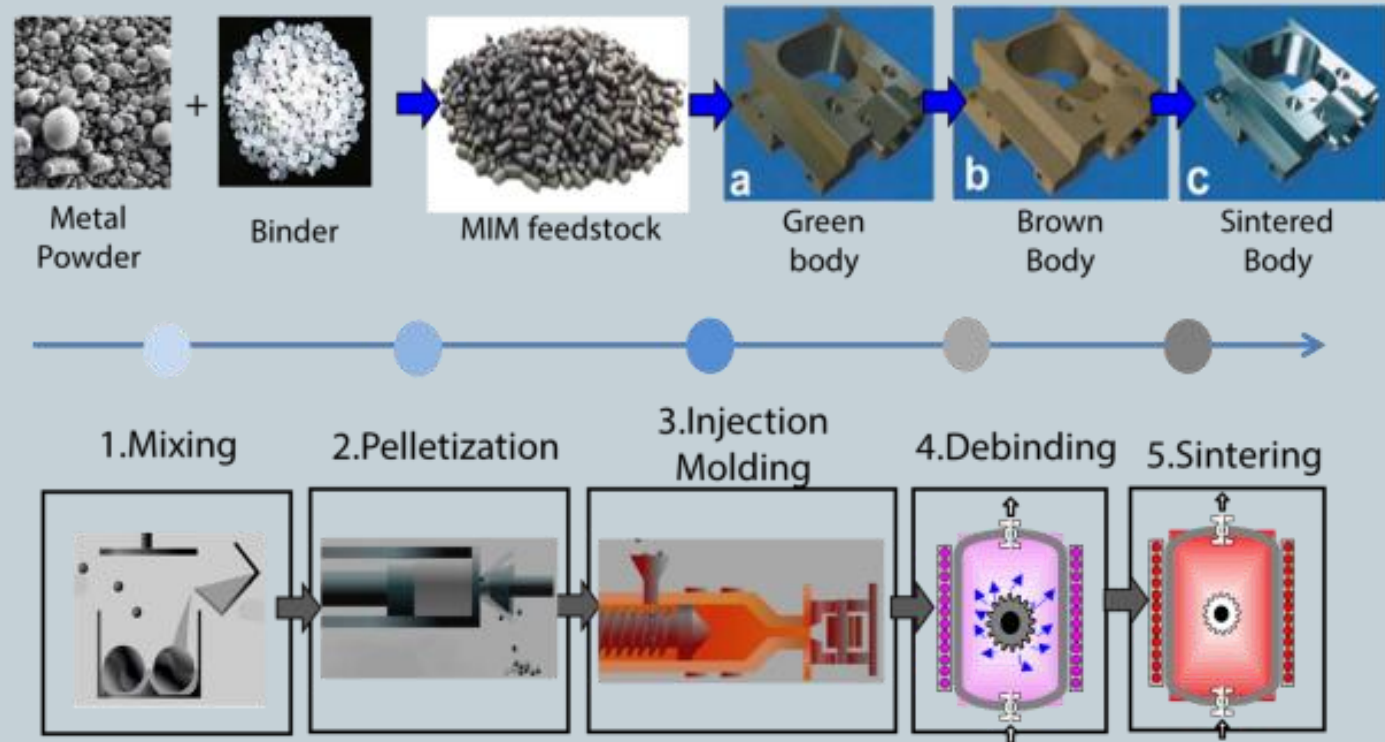 +
Metal
Powder
Binder
MIM feedstock
a
Green
body
b
Brown
Body
c
Sintered
Body
1.Mixing
2.Pelletization
3.Injection
Molding
4.Debinding
5.Sintering